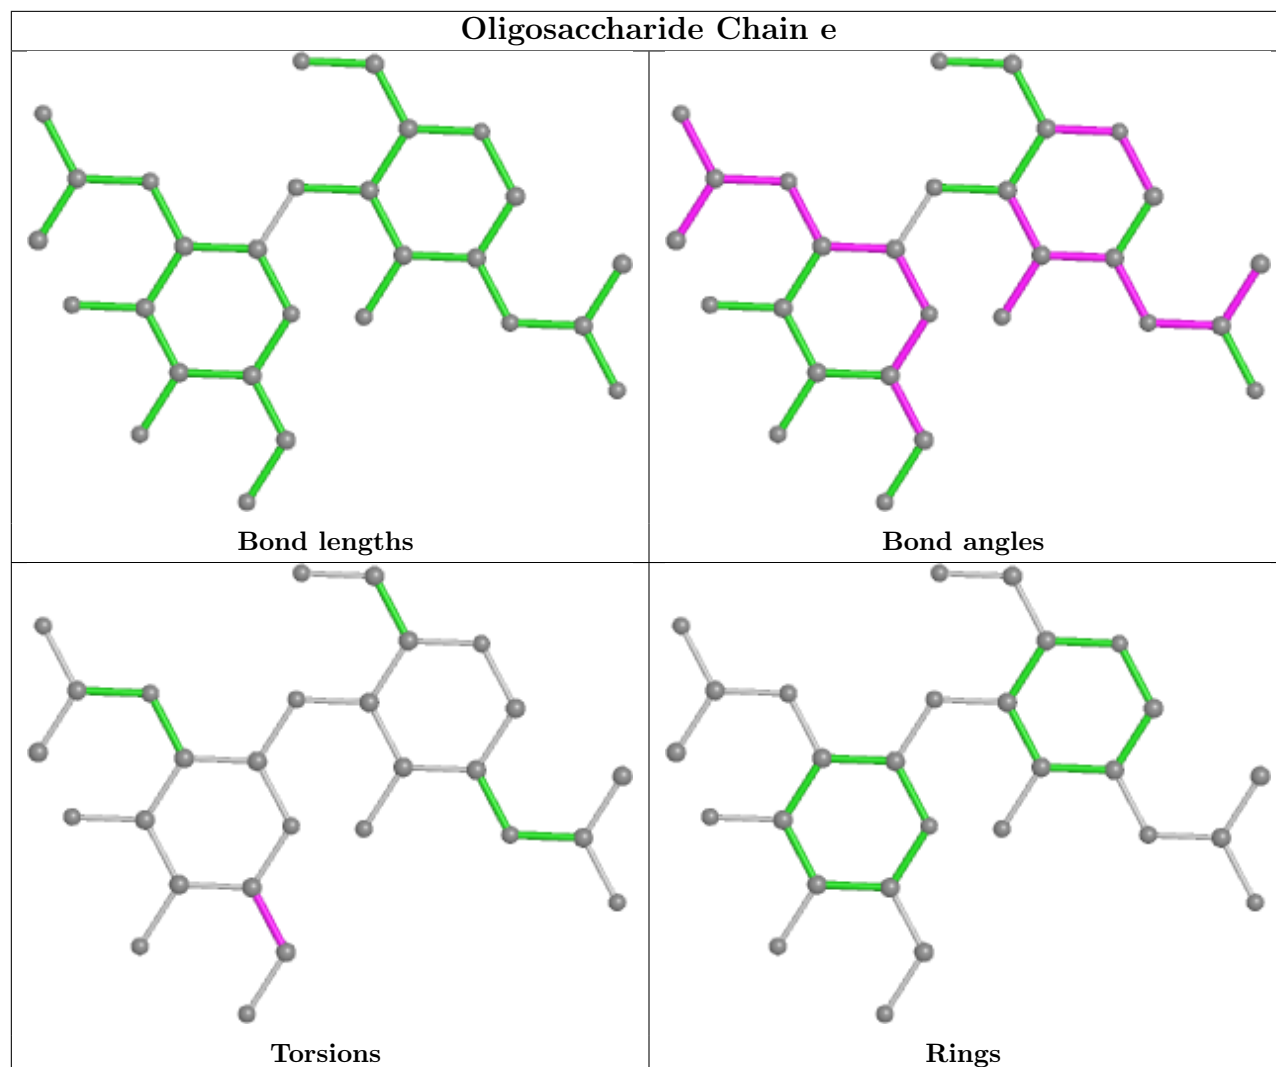 Oligosaccharide Chain e
Bond lengths
Bond angles
Torsions
Rings